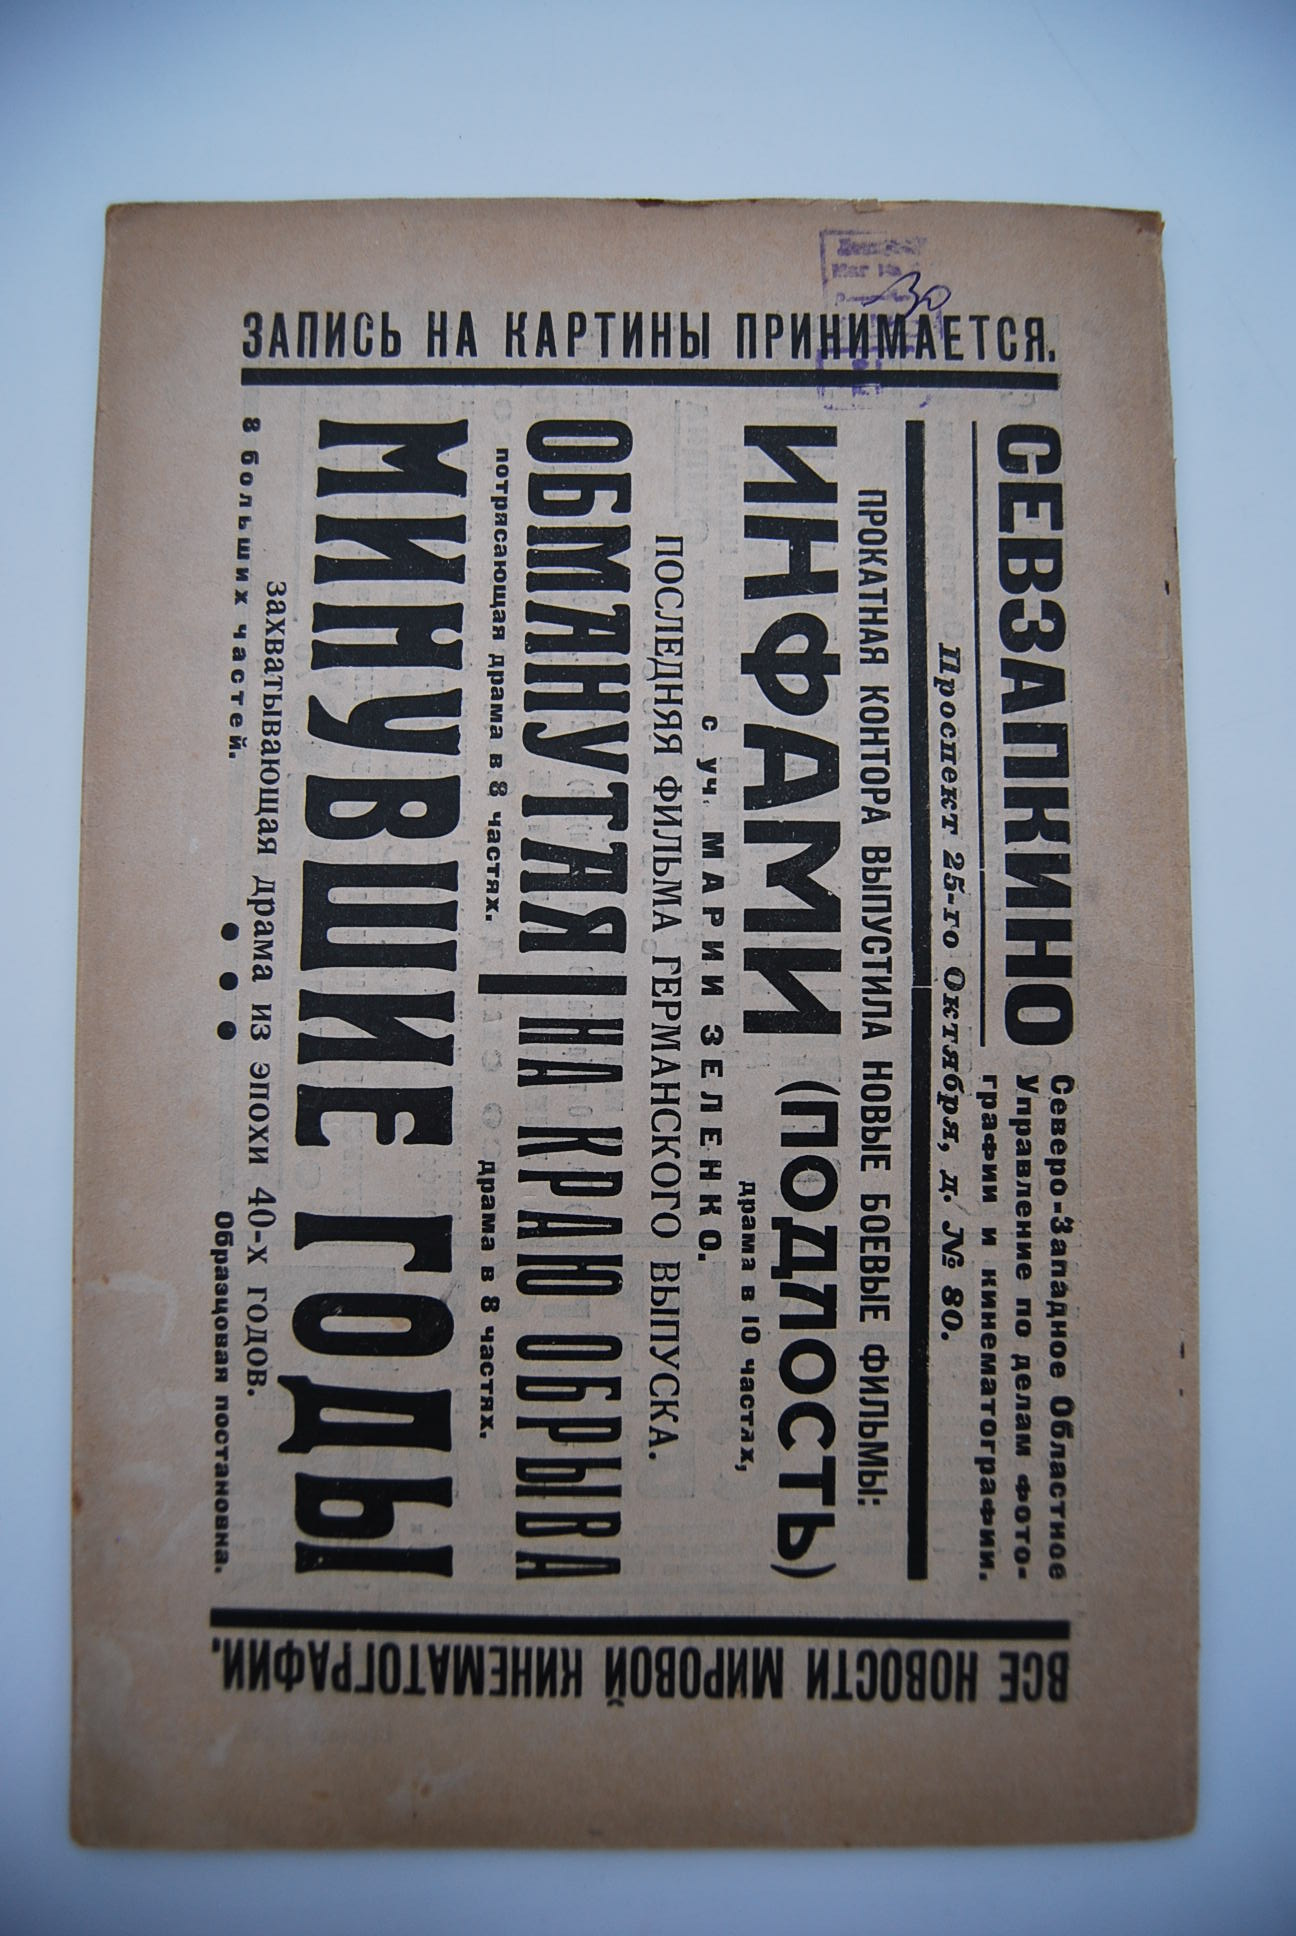 ЗАПИСЬ НА КАРТИНЫ ПРИНИМАЕТСЯ.
СЕВЗАПКИНО
Северо-Западное Областное
Управление по делам фото-
графии и кинематографии.
Проспект 25-го Октября, д. № 80.
ПРОКАТНАЯ КОНТОРА ВЫПУСТИЛА НОВЫЕ БОЕВЫЕ ФИЛЬМЫ:
ИНФАМИ (ПОДЛОСТЬ)
драма в 10 частях,
с уч. МАРИИ ЗЕЛЕНКО.
ПОСЛЕДНЯЯ ФИЛЬМА ГЕРМАНСКОГО ВЫПУСКА.
ОБМАНУТАЯ
потрясающая драма в 8 частях.
НА КРАЮ ОБРЫВА
драма в 8 частях.
МИНУВШИЕ ГОДЫ
захватывающая драма из эпохи 40-х годов.
8 больших частей.
Образцовая постановка.
ВСЕ НОВОСТИ МИРОВОЙ КИНЕМАТОГРАФИИ.